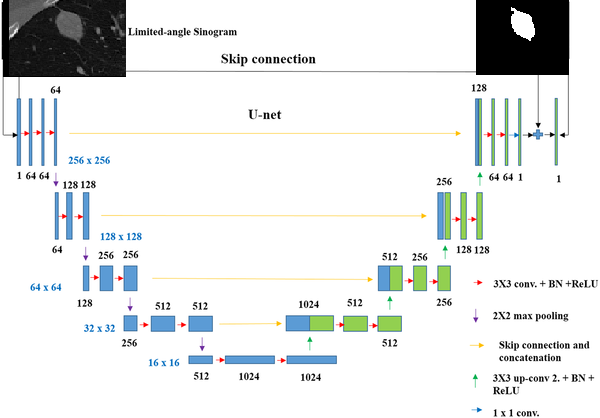 Limited-angle Sinogram
Skip connection
64
128
U-net
1 64 64
256 x 256
64 64 1
1
128 128
256
64
128 x 128
128 128
256 256
512 256
64 x 64
128
256
512 512
1024 512
32 x 32
256
512
16 x 16
512 1024 1024
3X3 conv. + BN +ReLU
2X2 max pooling
Skip connection and
concatenation
3X3 up-conv 2. + BN +
ReLU
1 x 1 conv.